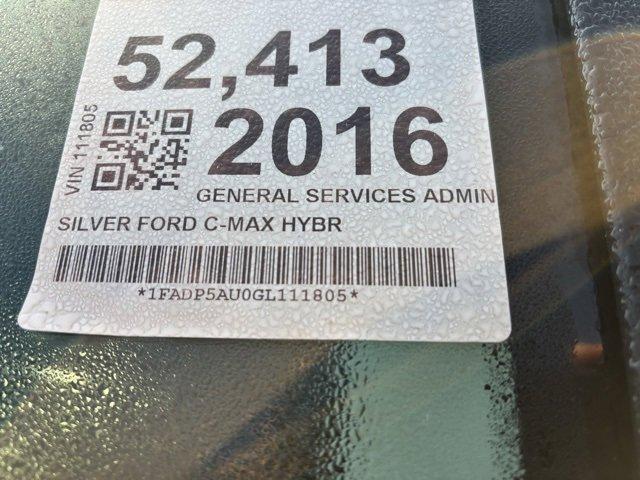 52,413
VIN 111805
2016
GENERAL SERVICES ADMIN
SILVER FORD C-MAX HYBR
*1FADP5AU0GL111805*